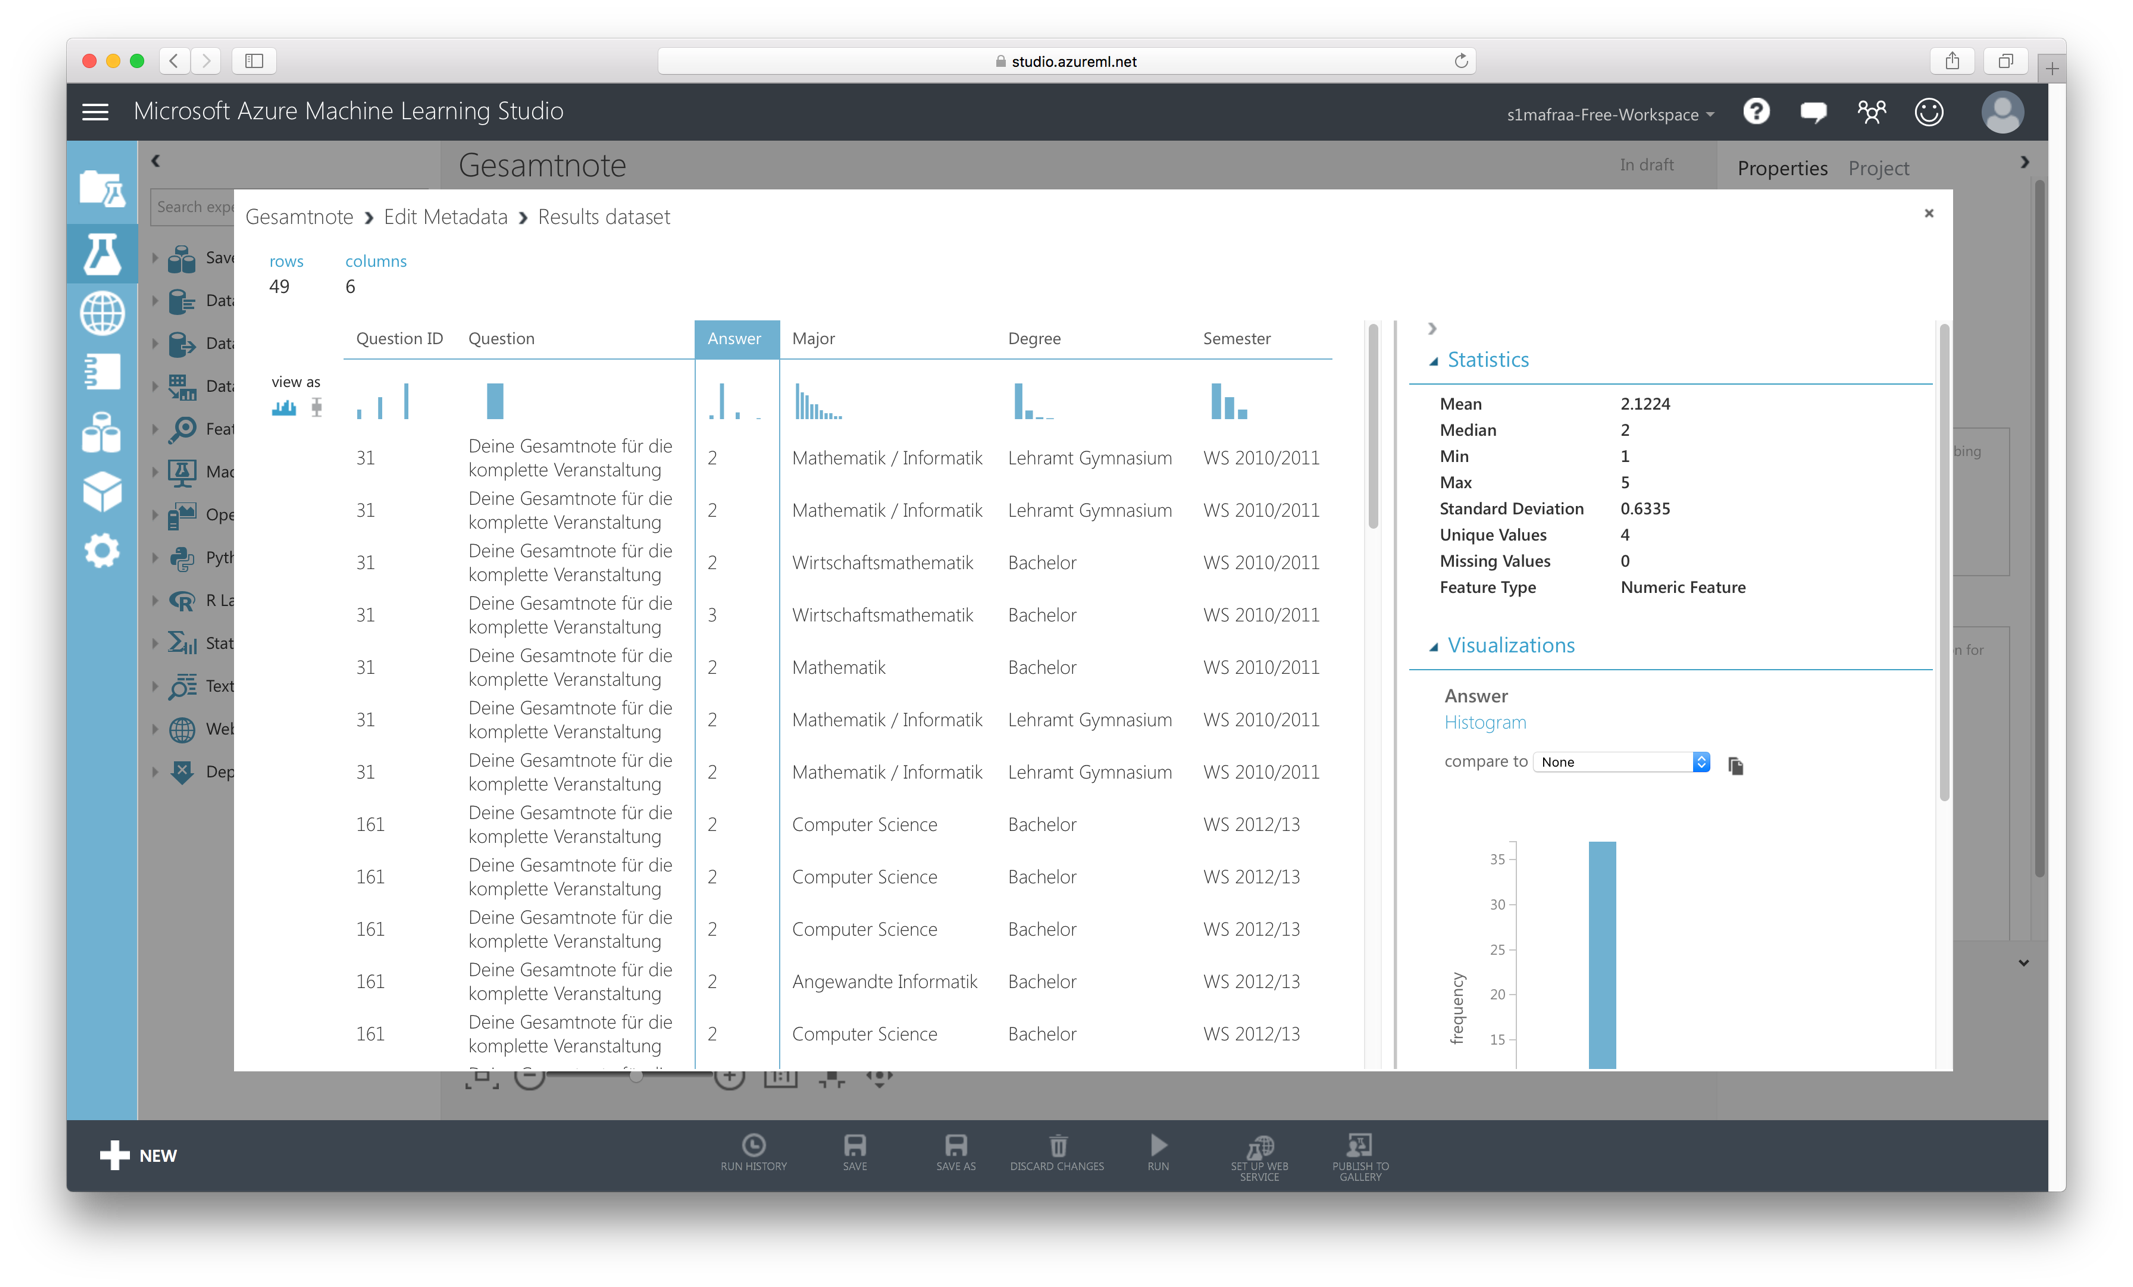 studio.azureml.net
Microsoft Azure Machine Learning Studio
s1mafraa-Free-Workspace
Gesamtnote
In draft
Properties Project
Search expe
Save
Data
Data
Data
Feat
Mac
Ope
Pyth
R La
Stat
Text
Web
Dep
Gesamtnote Edit Metadata Results dataset
rows columns
49 6
Question ID Question Answer Major Degree Semester
view as
31 Deine Gesamtnote für die komplette Veranstaltung 2 Mathematik / Informatik Lehramt Gymnasium WS 2010/2011
31 Deine Gesamtnote für die komplette Veranstaltung 2 Mathematik / Informatik Lehramt Gymnasium WS 2010/2011
31 Deine Gesamtnote für die komplette Veranstaltung 2 Wirtschaftsmathematik Bachelor WS 2010/2011
31 Deine Gesamtnote für die komplette Veranstaltung 3 Wirtschaftsmathematik Bachelor WS 2010/2011
31 Deine Gesamtnote für die komplette Veranstaltung 2 Mathematik Bachelor WS 2010/2011
31 Deine Gesamtnote für die komplette Veranstaltung 2 Mathematik / Informatik Lehramt Gymnasium WS 2010/2011
31 Deine Gesamtnote für die komplette Veranstaltung 2 Mathematik / Informatik Lehramt Gymnasium WS 2010/2011
161 Deine Gesamtnote für die komplette Veranstaltung 2 Computer Science Bachelor WS 2012/13
161 Deine Gesamtnote für die komplette Veranstaltung 2 Computer Science Bachelor WS 2012/13
161 Deine Gesamtnote für die komplette Veranstaltung 2 Computer Science Bachelor WS 2012/13
161 Deine Gesamtnote für die komplette Veranstaltung 2 Angewandte Informatik Bachelor WS 2012/13
161 Deine Gesamtnote für die komplette Veranstaltung 2 Computer Science Bachelor WS 2012/13
Statistics
Mean 2.1224
Median 2
Min 1
Max 5
Standard Deviation 0.6335
Unique Values 4
Missing Values 0
Feature Type Numeric Feature
Visualizations
Answer
Histogram
compare to None
35
30
25
20
15
frequency
bing
n for
1:1
NEW
RUN HISTORY
SAVE
SAVE AS
DISCARD CHANGES
RUN
SET UP WEB
SERVICE
PUBLISH TO
GALLERY